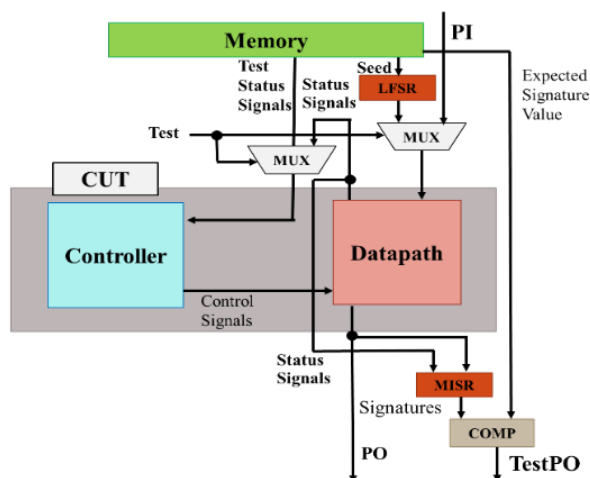 Memory
PI
Test
Status
Signals
Status
Signals
Seed
LFSR
Expected
Signature
Value
Test
MUX
MUX
CUT
Controller
Datapath
Control
Signals
Status
Signals
MISR
Signatures
COMP
PO
TestPO